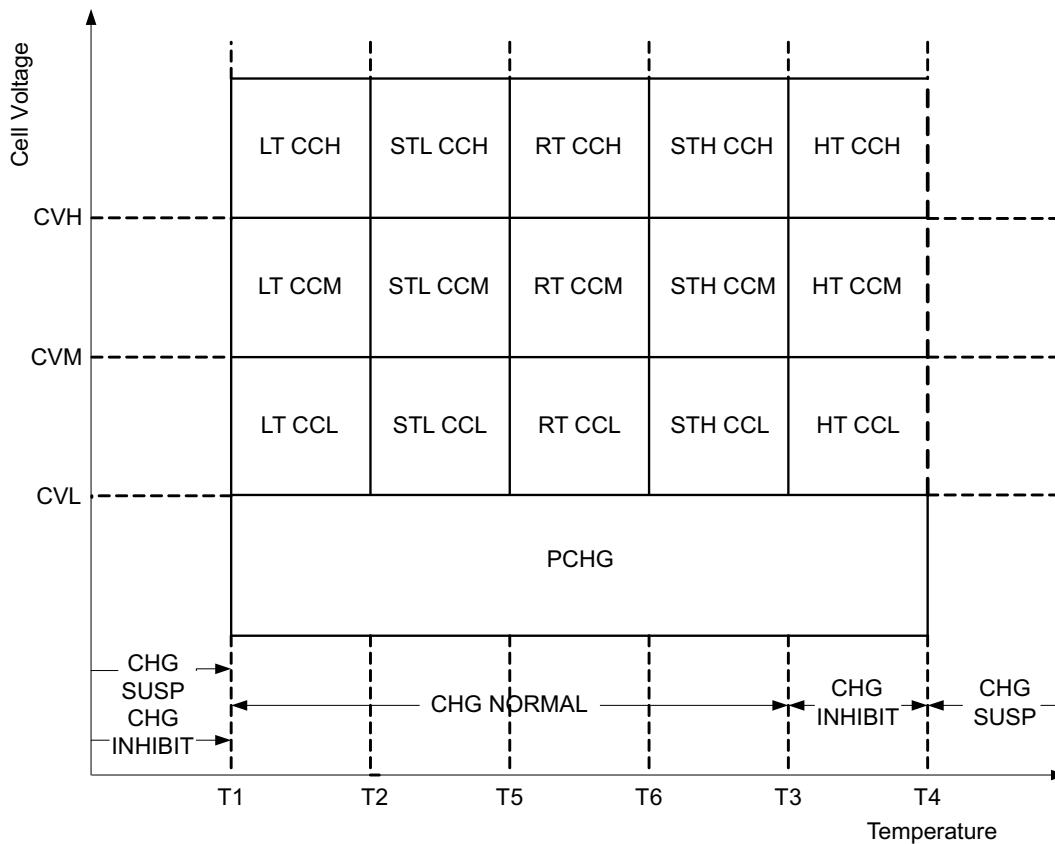 Cell Voltage
LT CCH STL CCH RT CCH STH CCH HT CCH
CVH
LT CCM STL CCM RT CCM STH CCM HT CCM
CVM
LT CCL STL CCL RT CCL STH CCL HT CCL
CVL
PCHG
CHG
SUSP
CHG
INHIBIT
CHG NORMAL
CHG
INHIBIT
CHG
SUSP
T1 T2 T5 T6 T3 T4
Temperature